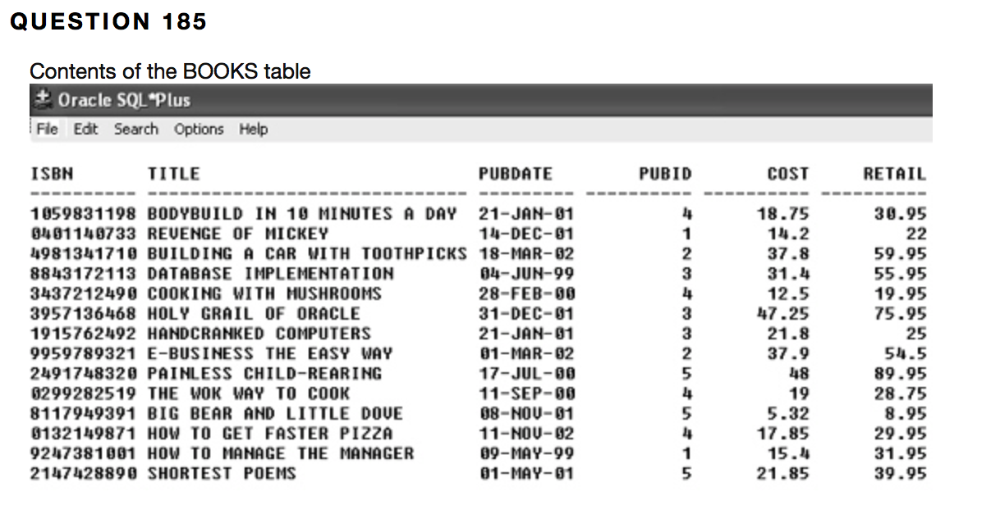 QUESTION 185
Contents of the BOOKS table
Oracle SQL*Plus
File Edit Search Options Help
ISBN TITLE PUBDATE PUBID COST RETAIL
---------- ------------------------------ --------- ---------- ---------- ----------
1059831198 BODYBUILD IN 10 MINUTES A DAY 21-JAN-01 4 18.75 30.95
0401140733 REVENGE OF MICKEY 14-DEC-01 1 14.2 22
4981341710 BUILDING A CAR WITH TOOTHPICKS 18-MAR-02 2 37.8 59.95
8843172113 DATABASE IMPLEMENTATION 04-JUN-99 3 31.4 55.95
3437212490 COOKING WITH MUSHROOMS 28-FEB-00 4 12.5 19.95
3957136468 HOLY GRAIL OF ORACLE 31-DEC-01 3 47.25 75.95
1915762492 HANDCRANKED COMPUTERS 21-JAN-01 3 21.8 25
9959789321 E-BUSINESS THE EASY WAY 01-MAR-02 2 37.9 54.5
2491748320 PAINLESS CHILD-REARING 17-JUL-00 5 48 89.95
0299282519 THE WOK WAY TO COOK 11-SEP-00 4 19 28.75
8117949391 BIG BEAR AND LITTLE DOVE 08-NOV-01 5 5.32 8.95
0132149871 HOW TO GET FASTER PIZZA 11-NOV-02 4 17.85 29.95
9247381001 HOW TO MANAGE THE MANAGER 09-MAY-99 1 15.4 31.95
2147428890 SHORTEST POEMS 01-MAY-01 5 21.85 39.95